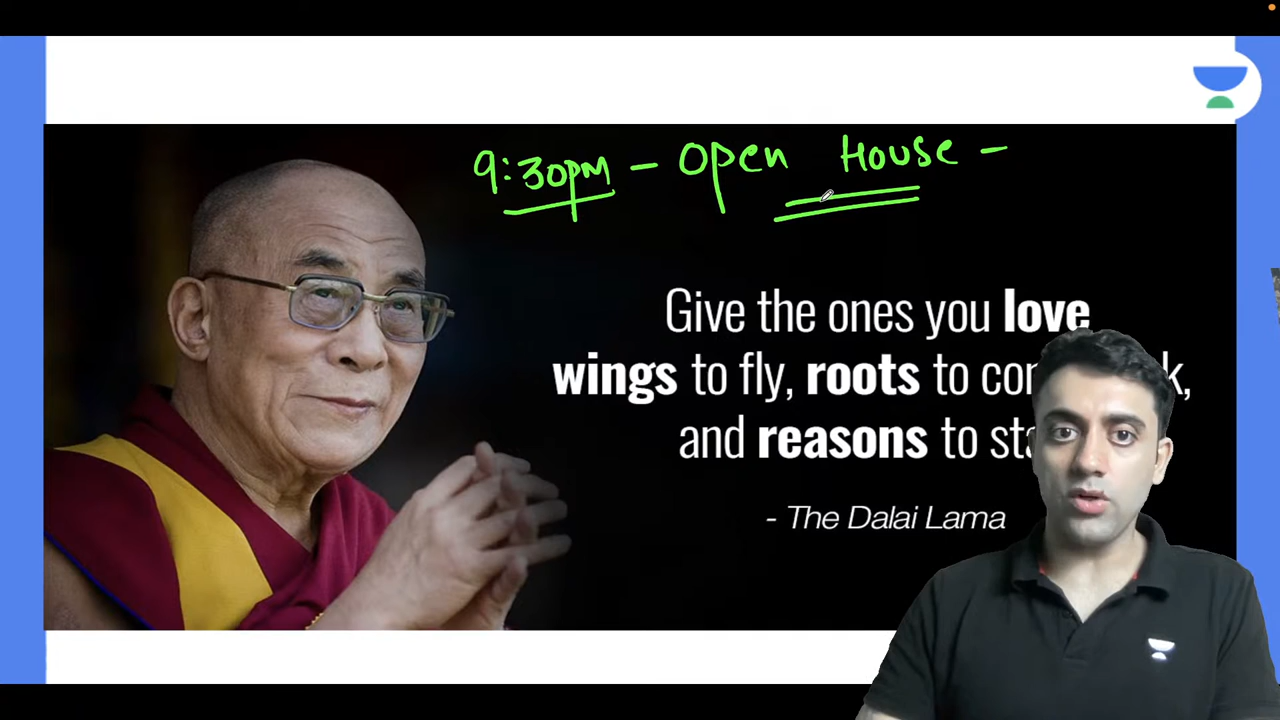 9:30pm - Open House -
Give the ones you love
wings to fly, roots to
and reasons to
- The Dalai Lama